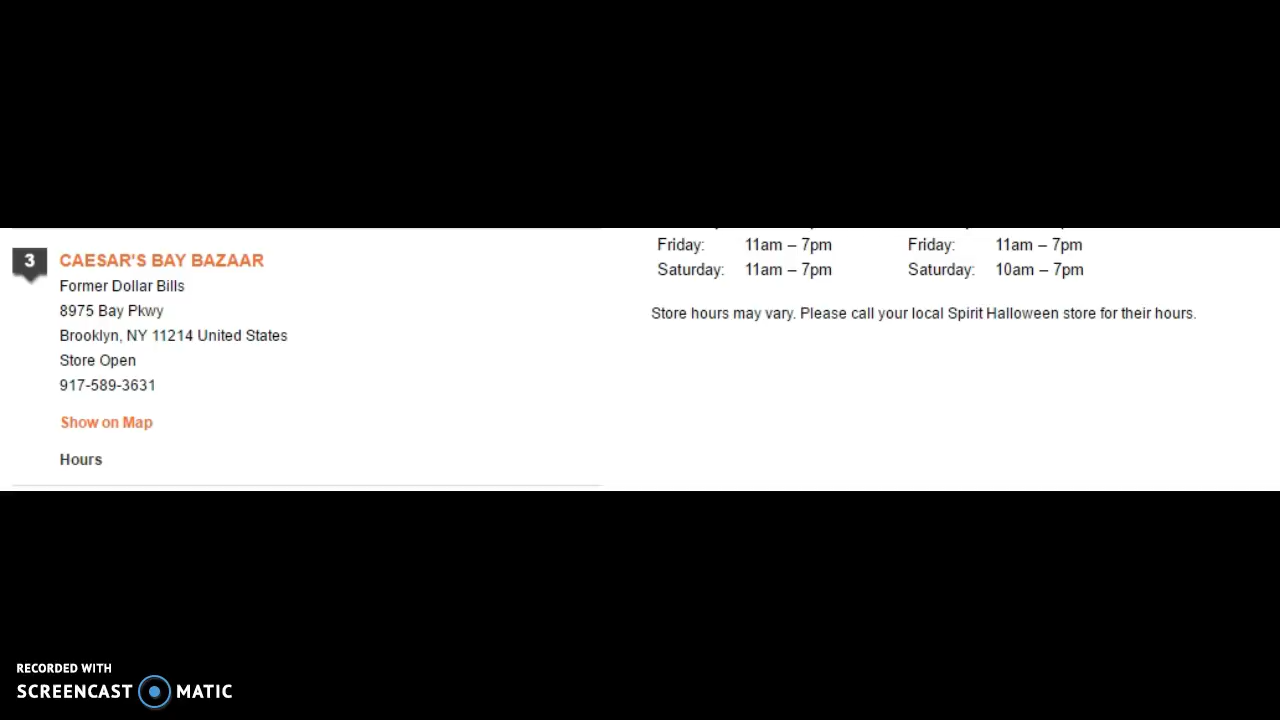 3
CAESAR'S BAY BAZAAR
Former Dollar Bills
8975 Bay Pkwy
Brooklyn, NY 11214 United States
Store Open
917-589-3631
Show on Map
Hours
Friday: 11am – 7pm Friday: 11am – 7pm
Saturday: 11am – 7pm Saturday: 10am – 7pm
Store hours may vary. Please call your local Spirit Halloween store for their hours.
RECORDED WITH
SCREENCAST MATIC